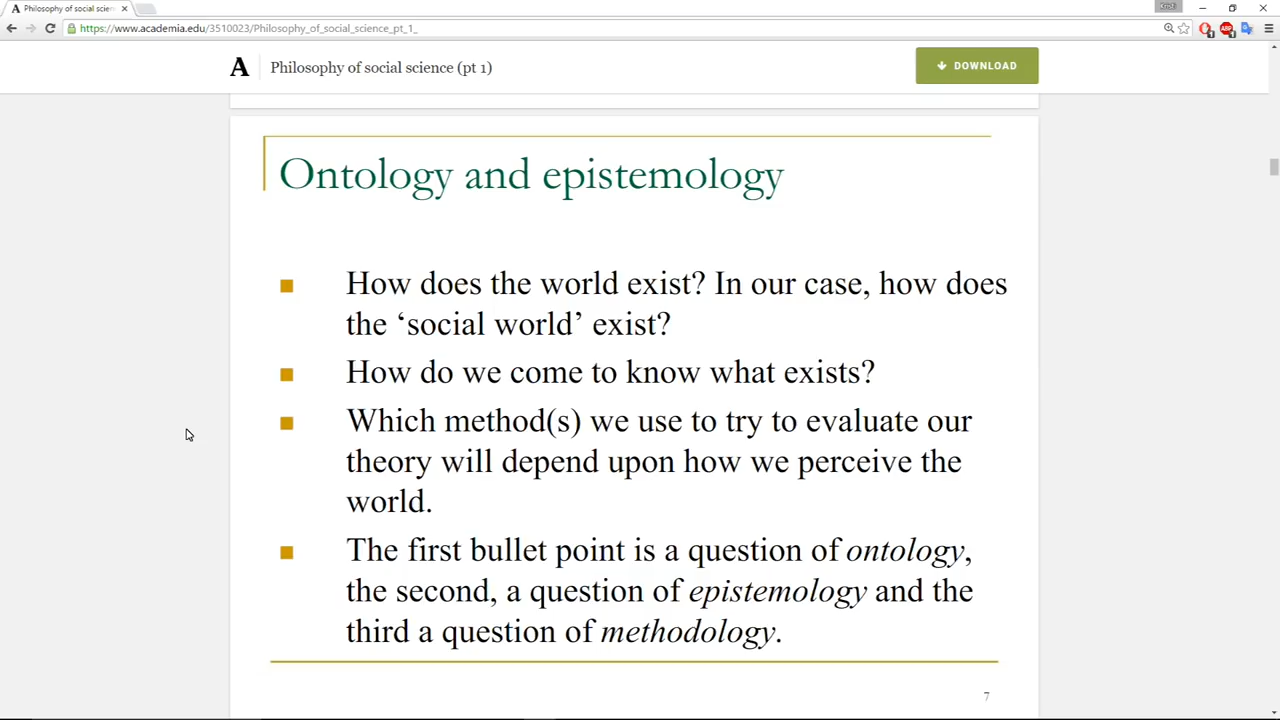 Philosophy of social scien
https://www.academia.edu/3510023/Philosophy_of_social_science_pt_1_
A
Philosophy of social science (pt 1)
DOWNLOAD
Ontology and epistemology
How does the world exist? In our case, how does
the ‘social world’ exist?
How do we come to know what exists?
Which method(s) we use to try to evaluate our
theory will depend upon how we perceive the
world.
The first bullet point is a question of ontology,
the second, a question of epistemology and the
third a question of methodology.
7